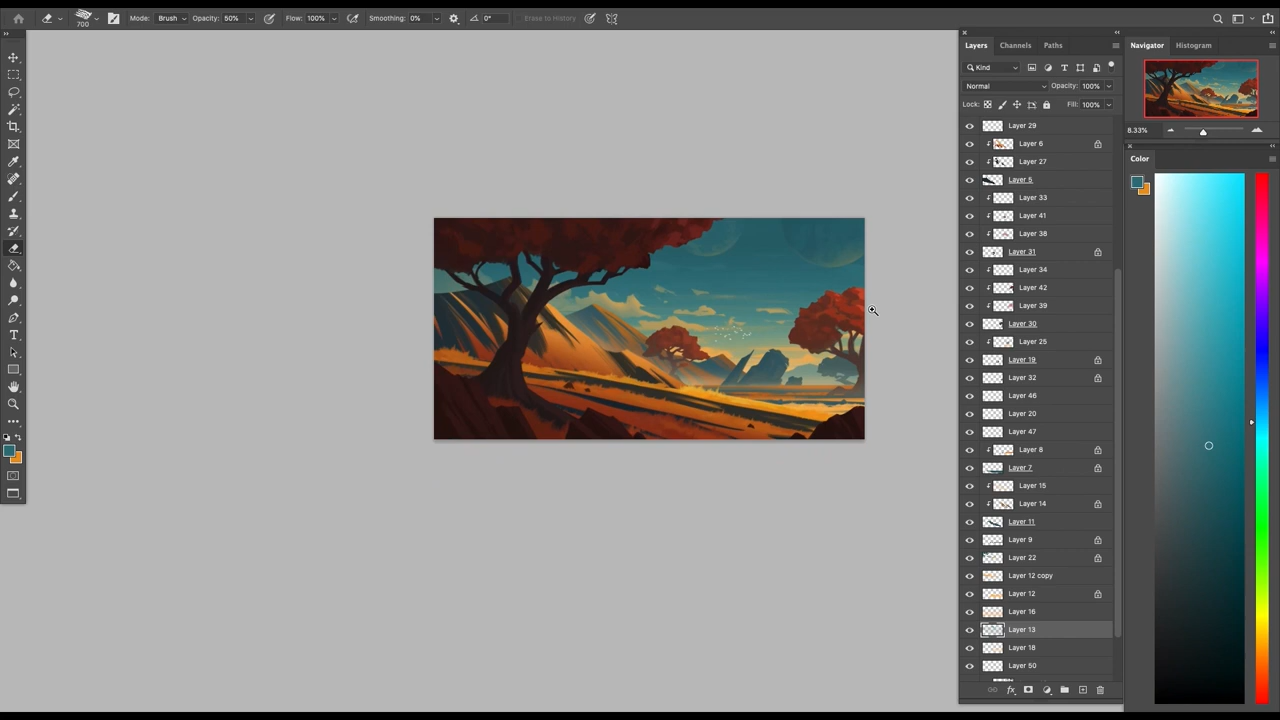 700 Mode: Brush Opacity: 50% Flow: 100% Smoothing: 0% 0° Erase to History
Layers Channels Paths
Kind
Normal Opacity: 100%
Lock: Fill: 100%
Layer 29
Layer 6
Layer 27
Layer 5
Layer 33
Layer 41
Layer 38
Layer 31
Layer 34
Layer 42
Layer 39
Layer 30
Layer 25
Layer 19
Layer 32
Layer 46
Layer 20
Layer 47
Layer 8
Layer 7
Layer 15
Layer 14
Layer 11
Layer 9
Layer 22
Layer 12 copy
Layer 12
Layer 16
Layer 13
Layer 18
Layer 50
fx
Navigator Histogram
8.33%
Color